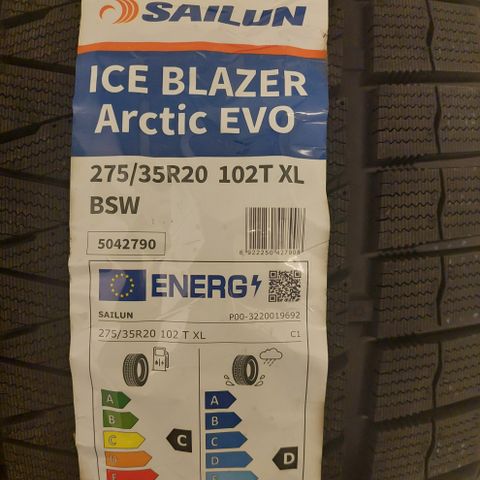 SAILUN
ICE BLAZER
Arctic EVO
275/35R20 102T XL
BSW
5042790
ENERG
SAILUN P00-3220019692
275/35R20 102 T XL C1
A A
B B
C C C
D D D